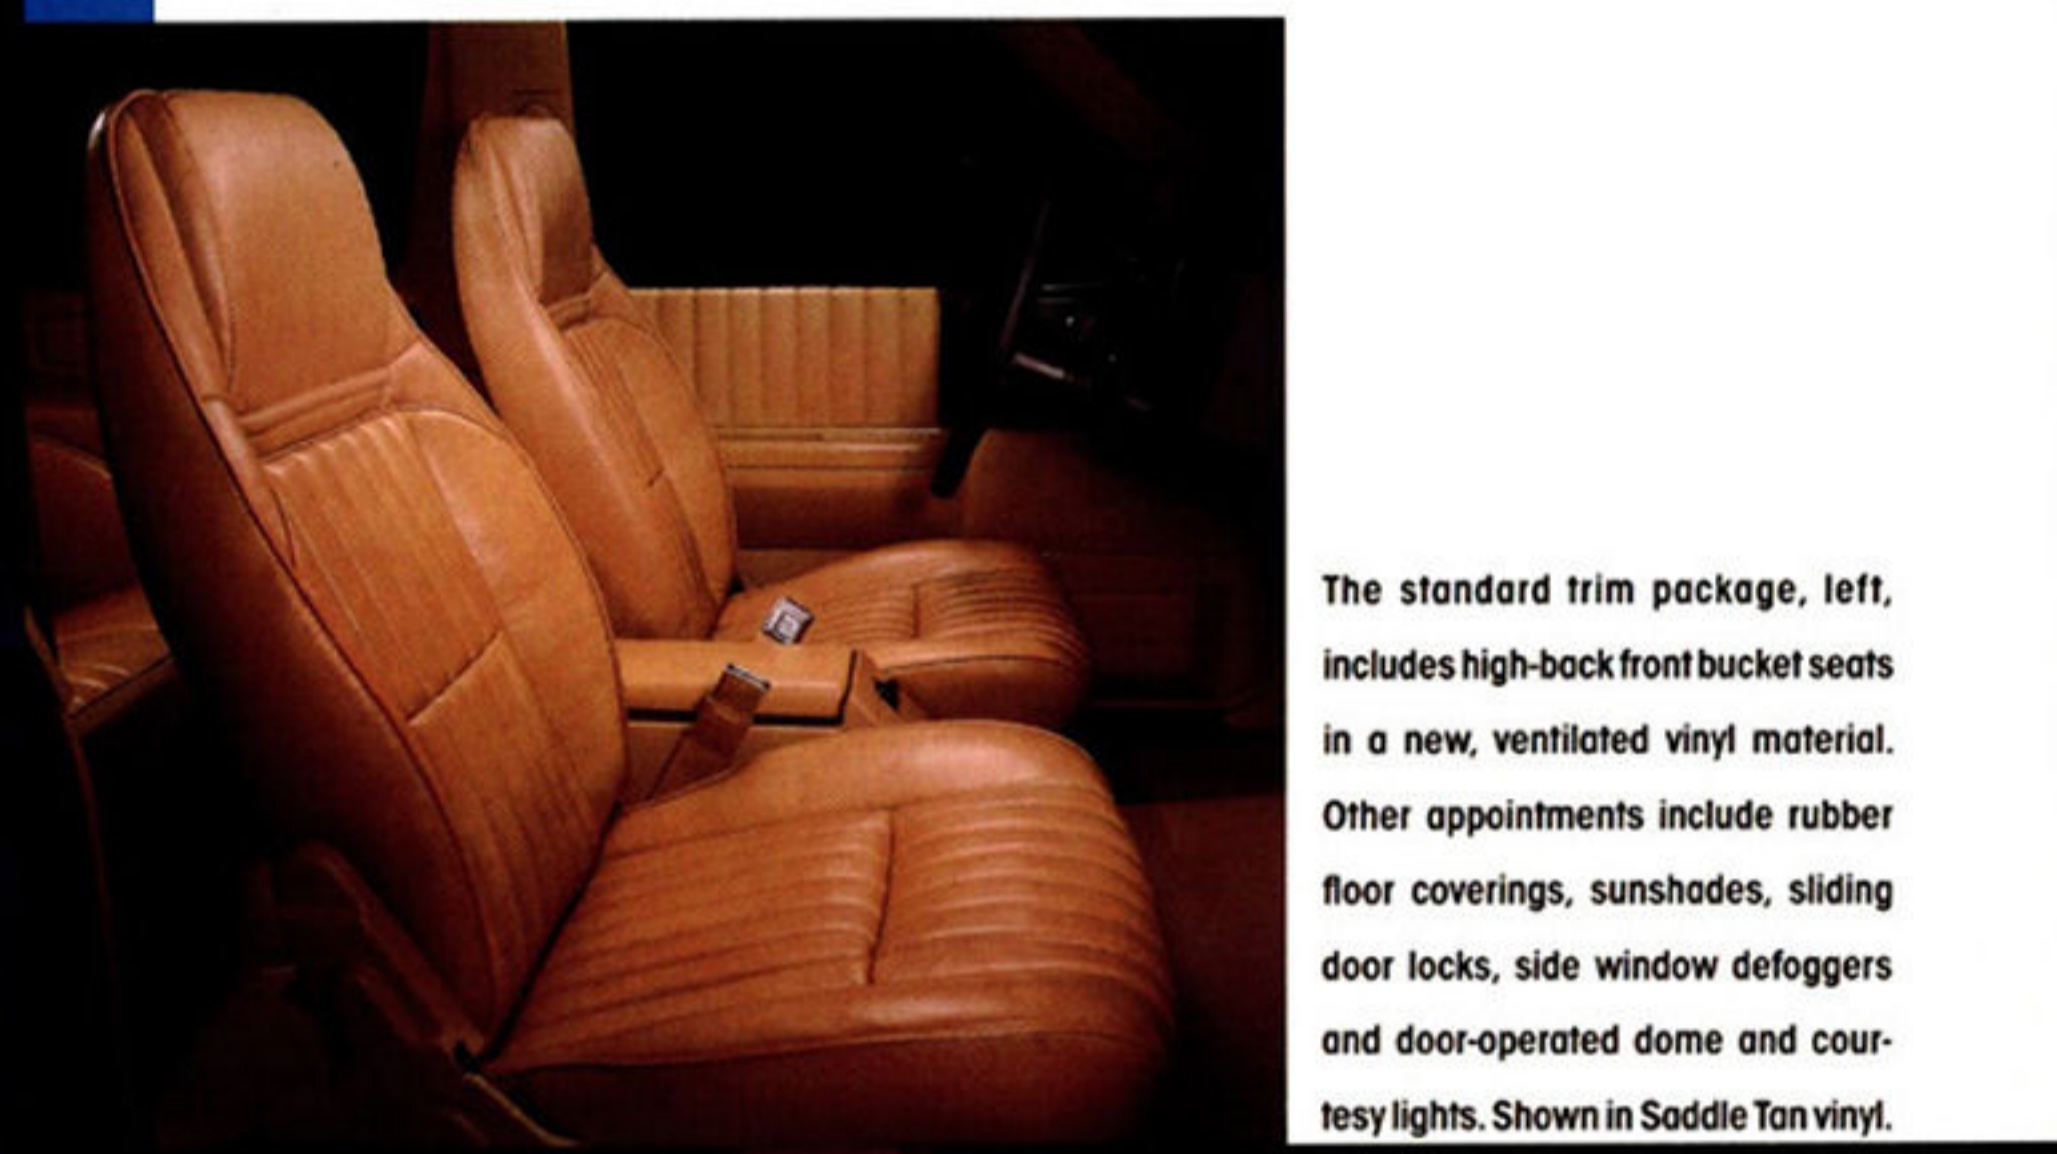 The standard trim package, left,
includes high-back front bucket seats
in a new, ventilated vinyl material.
Other appointments include rubber
floor coverings, sunshades, sliding
door locks, side window defoggers
and door-operated dome and cour-
tesy lights. Shown in Saddle Tan vinyl.